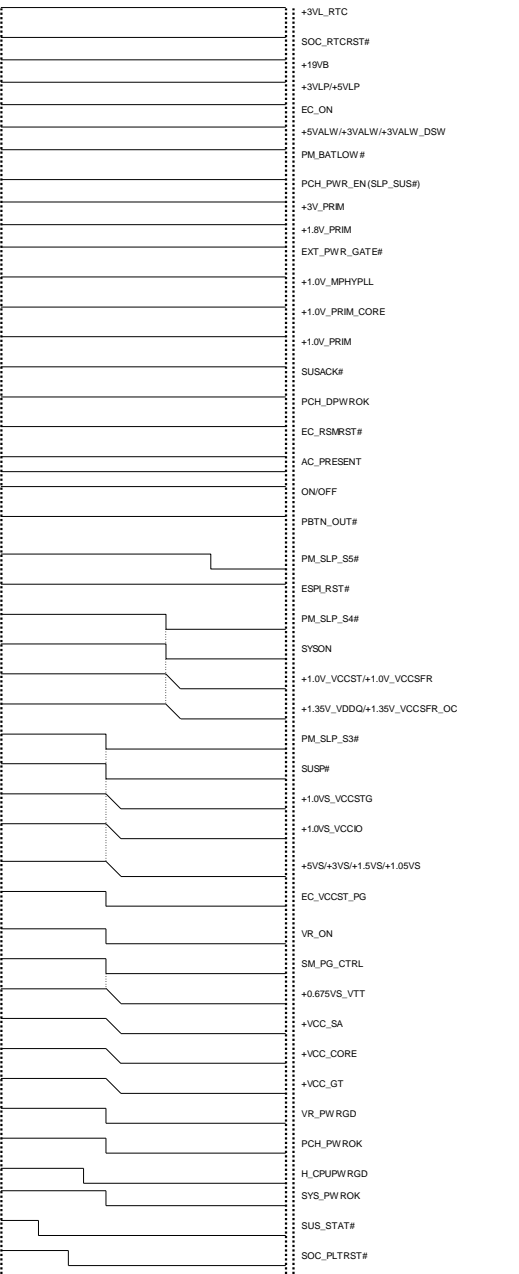 +3VL_RTC
SOC_RTCRST#
+19VB
+3VLP/+5VLP
EC_ON
+5VALW/+3VALW/+3VALW_DSW
PM_BATLOW#
PCH_PWR_EN(SLP_SUS#)
+3V_PRIM
+1.8V_PRIM
EXT_PWR_GATE#
+1.0V_MPHYPLL
+1.0V_PRIM_CORE
+1.0V_PRIM
SUSACK#
PCH_DPWROK
EC_RSMRST#
AC_PRESENT
ON/OFF
PBTN_OUT#
PM_SLP_S5#
ESPI_RST#
PM_SLP_S4#
SYSON
+1.0V_VCCST/+1.0V_VCCSFR
+1.35V_VDDQ/+1.35V_VCCSFR_OC
PM_SLP_S3#
SUSP#
+1.0VS_VCCSTG
+1.0VS_VCCIO
+5VS/+3VS/+1.5VS/+1.05VS
EC_VCCST_PG
VR_ON
SM_PG_CTRL
+0.675VS_VTT
+VCC_SA
+VCC_CORE
+VCC_GT
VR_PWRGD
PCH_PWROK
H_CPUPWRGD
SYS_PWROK
SUS_STAT#
SOC_PLTRST#